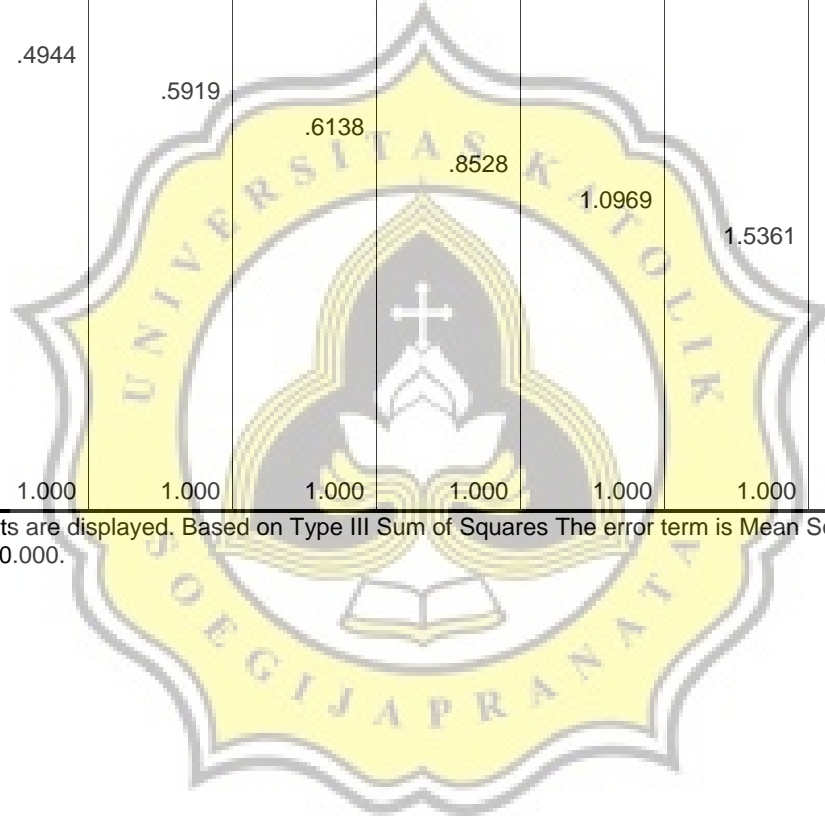 .4944
.5919
.6138
UNIVERSITAS KATOLIK
.8528
1.0969
1.5361
1.000 1.000 1.000 1.000 1.000 1.000
ts are displayed. Based on Type III Sum of Squares The error term is Mean
0.000.
SOEGIJAPRANATA